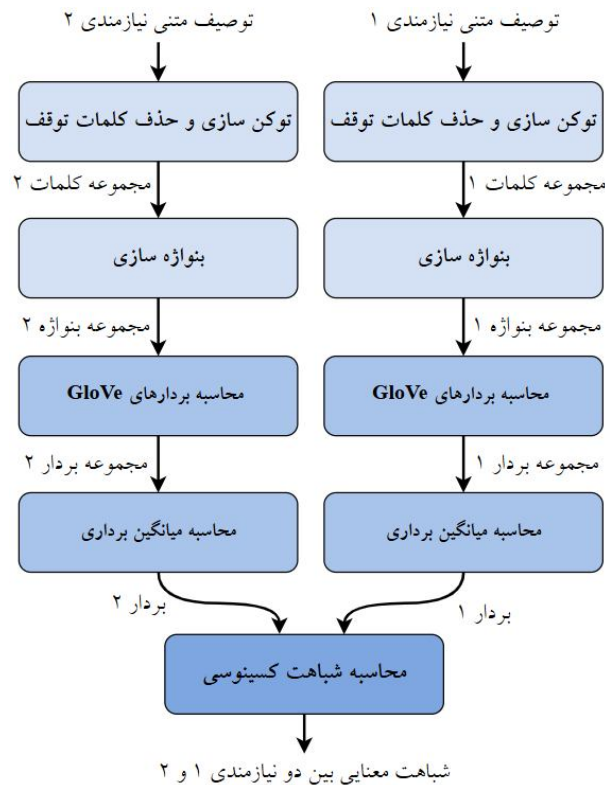 توصیف متنی نیازمندی ۱
توصیف متنی نیازمندی ۲
توکن سازی و حذف کلمات توقف
توکن سازی و حذف کلمات توقف
مجموعه کلمات ۱
مجموعه کلمات ۲
بنواژه سازی
بنواژه سازی
مجموعه بنواژه ۱
مجموعه بنواژه ۲
محاسبه بردارهای GloVe
محاسبه بردارهای GloVe
مجموعه بردار ۱
مجموعه بردار ۲
محاسبه میانگین برداری
محاسبه میانگین برداری
بردار ۱
بردار ۲
محاسبه شباهت کسینوسی
شباهت معنایی بین دو نیازمندی ۱ و ۲